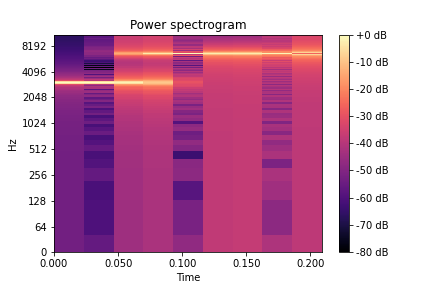 Power spectrogram
8192
4096
2048
1024
512
256
128
64
0
Hz
0.000 0.050 0.100 0.150 0.200
Time
+0 dB
-10 dB
-20 dB
-30 dB
-40 dB
-50 dB
-60 dB
-70 dB
-80 dB